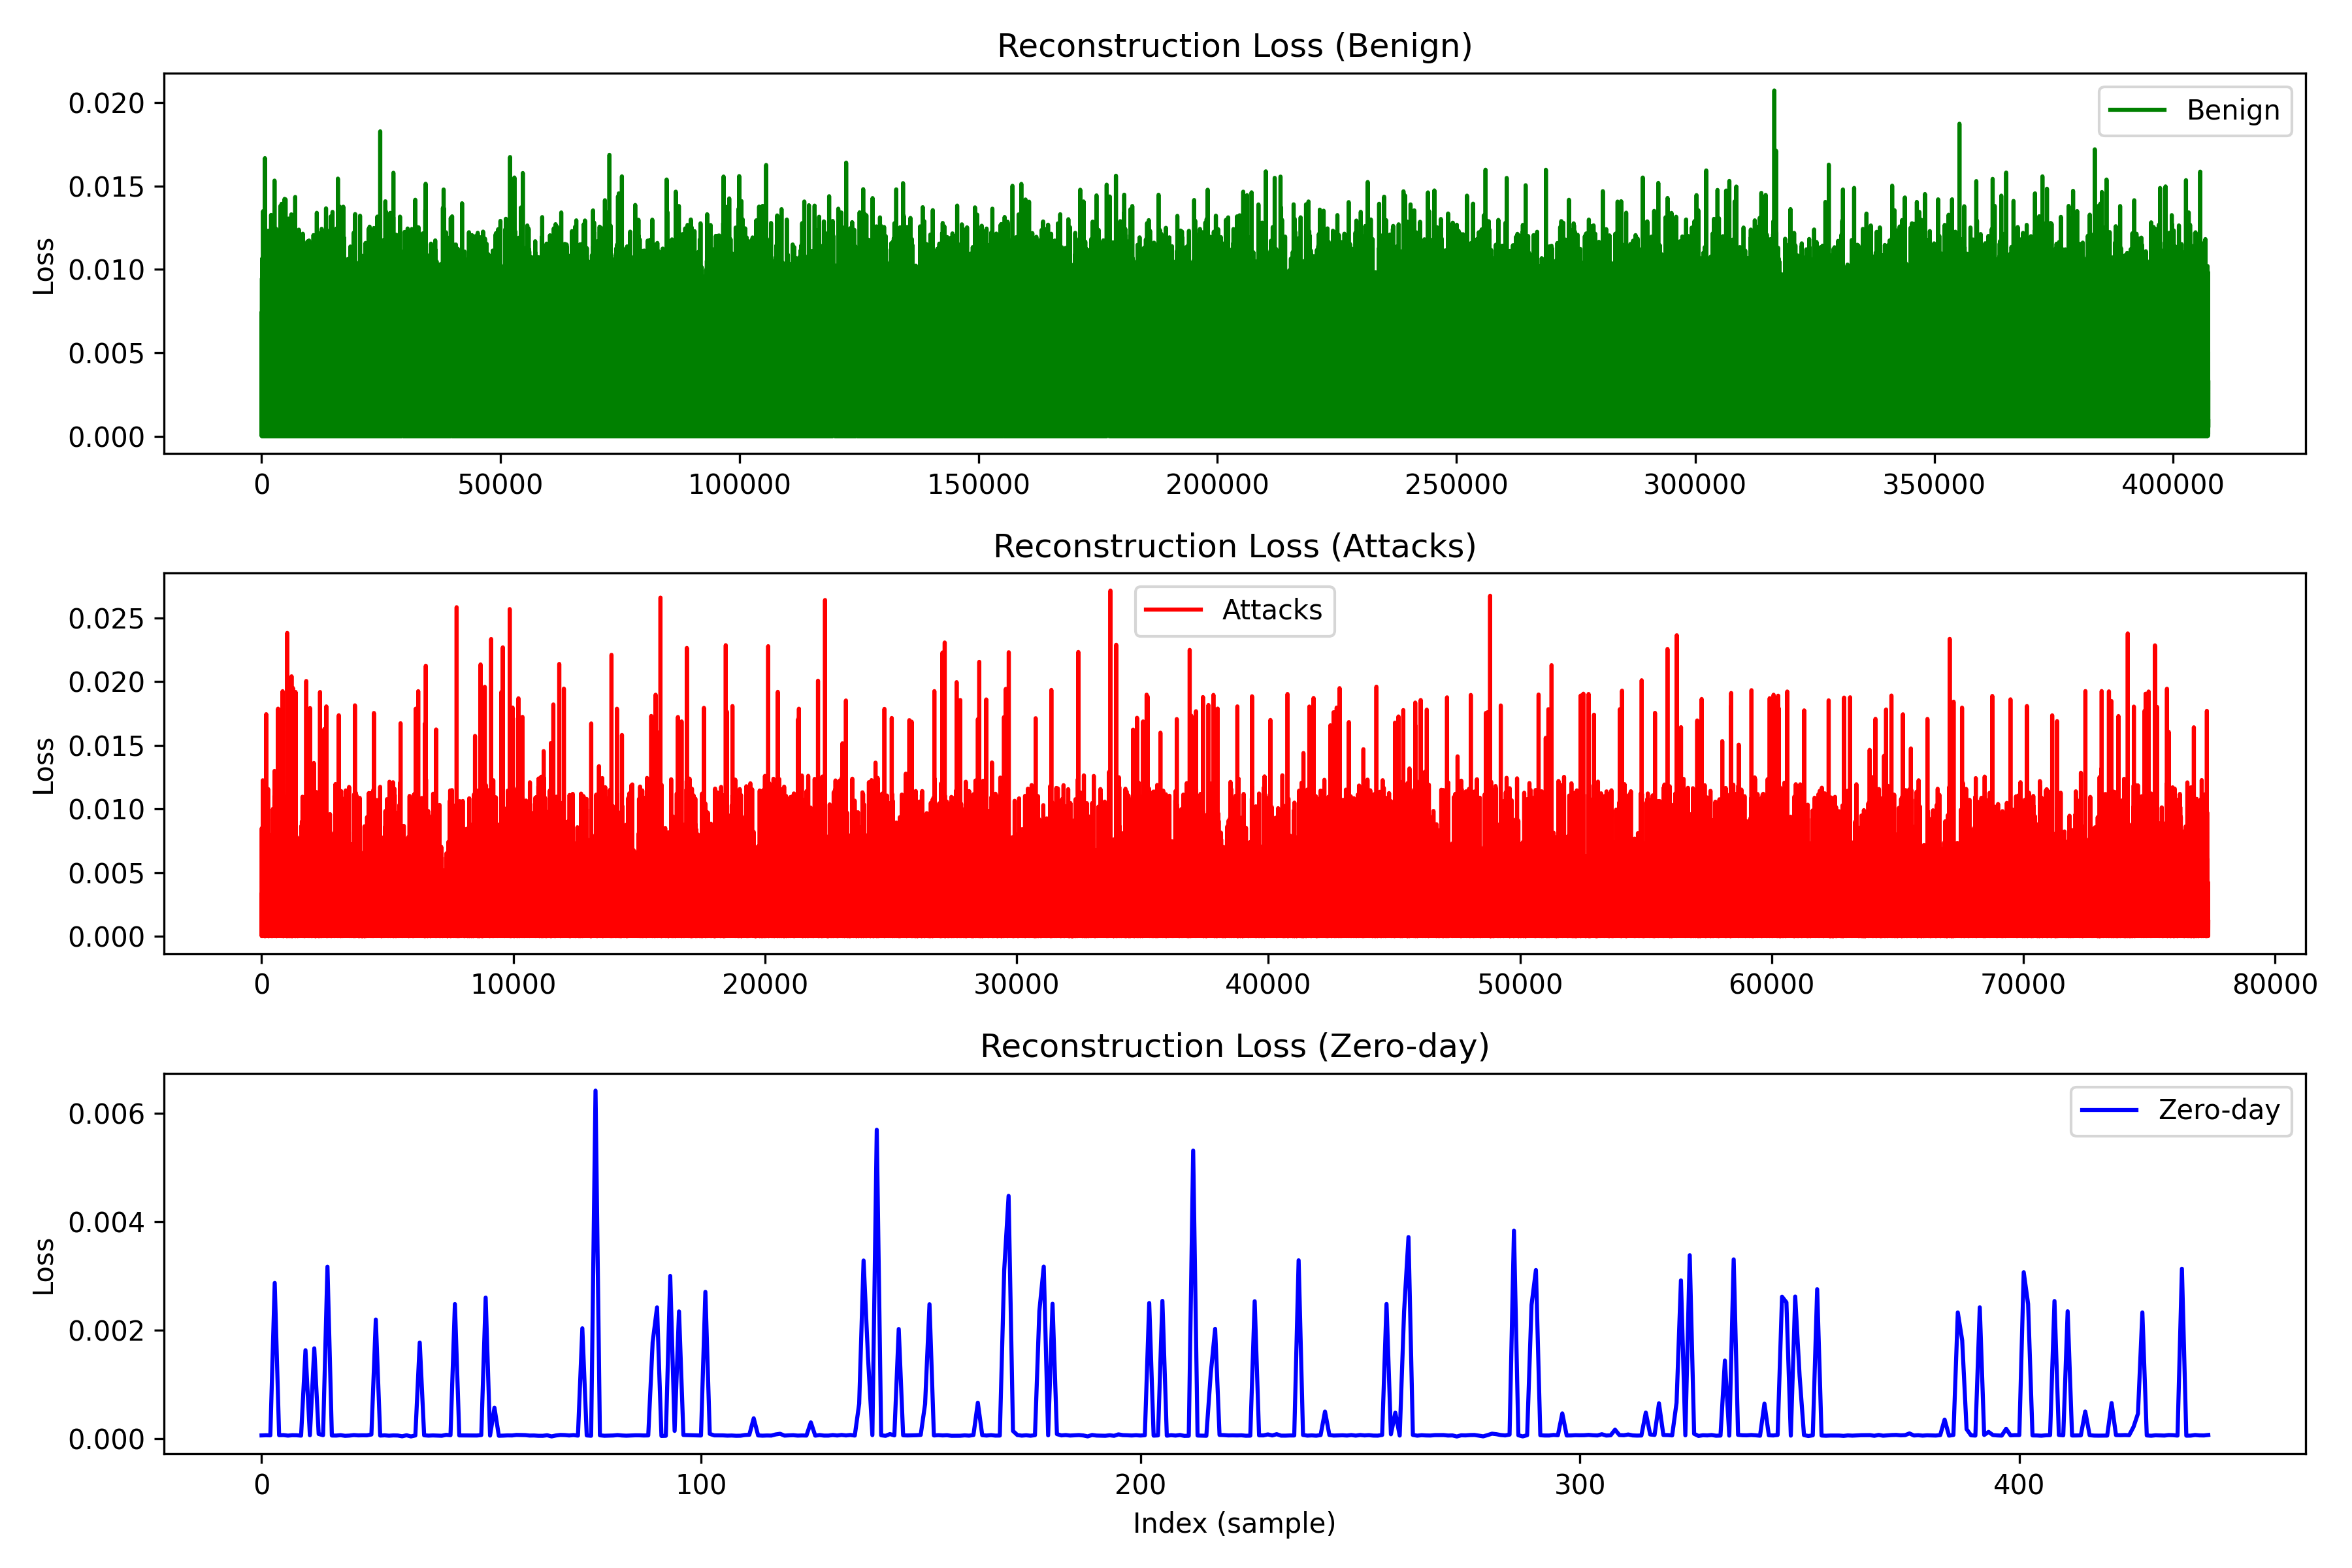 Reconstruction Loss (Benign)
Loss
0.020
0.015
0.010
0.005
0.000
Benign
0 50000 100000 150000 200000 250000 300000 350000 400000
Reconstruction Loss (Attacks)
Loss
0.025
0.020
0.015
0.010
0.005
0.000
Attacks
0 10000 20000 30000 40000 50000 60000 70000 80000
Reconstruction Loss (Zero-day)
Loss
0.006
0.004
0.002
0.000
Zero-day
0 100 200 300 400
Index (sample)